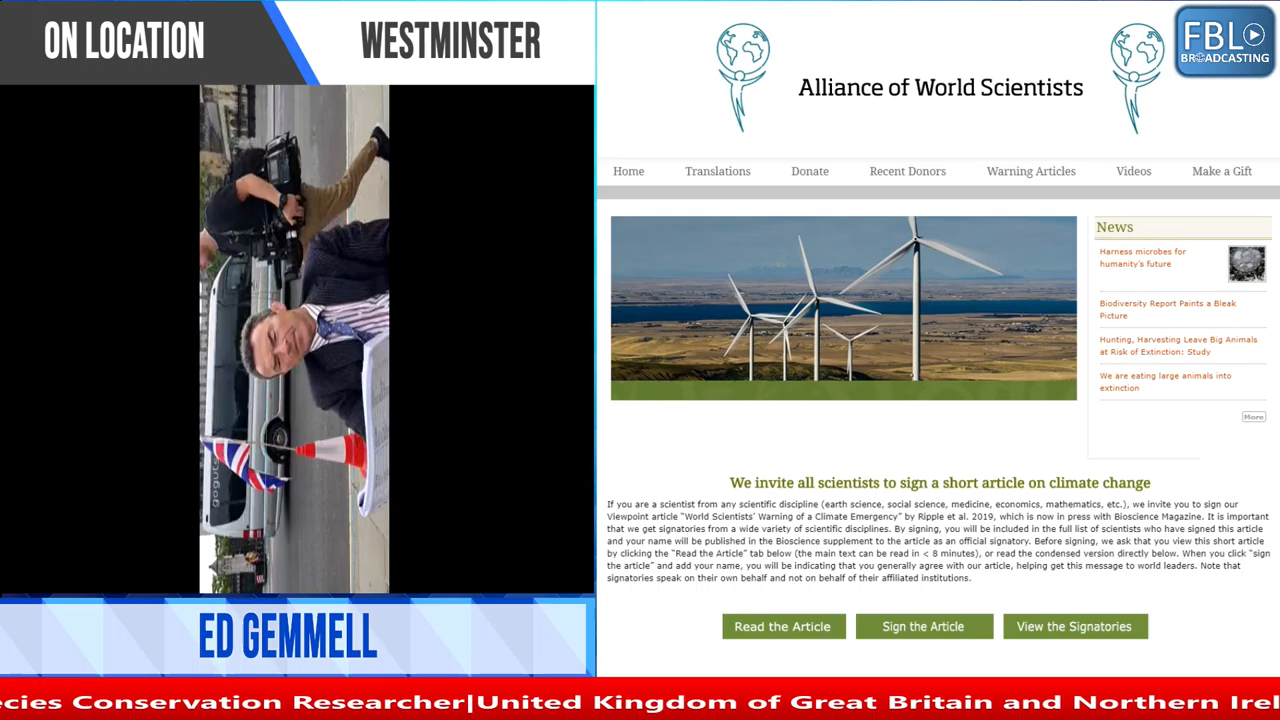 ON LOCATION
WESTMINSTER
goguts
ED GEMMELL
FBL
BROADCASTING
Alliance of World Scientists
Home
Translations
Donate
Recent Donors
Warning Articles
Videos
Make a Gift
News
Harness microbes for
humanity's future
Biodiversity Report Paints a Bleak
Picture
Hunting, Harvesting Leave Big Animals
at Risk of Extinction: Study
We are eating large animals into
extinction
More
We invite all scientists to sign a short article on climate change
If you are a scientist from any scientific discipline (earth science, social science, medicine, economics, mathematics, etc.), we invite you to sign our
Viewpoint article "World Scientists' Warning of a Climate Emergency" by Ripple et al. 2019, which is now in press with Bioscience Magazine. It is important
that we get signatories from a wide variety of scientific disciplines. By signing, you will be included in the full list of scientists who have signed this article
and your name will be published in the Bioscience supplement to the article as an official signatory. Before signing, we ask that you view this short article
by clicking the "Read the Article" tab below (the main text can be read in < 8 minutes), or read the condensed version directly below. When you click "sign
the article" and add your name, you will be indicating that you generally agree with our article, helping get this message to world leaders. Note that
signatories speak on their own behalf and not on behalf of their affiliated institutions.
Read the Article
Sign the Article
View the Signatories
ecies Conservation Researcher|United Kingdom of Great Britain and Northern Irel